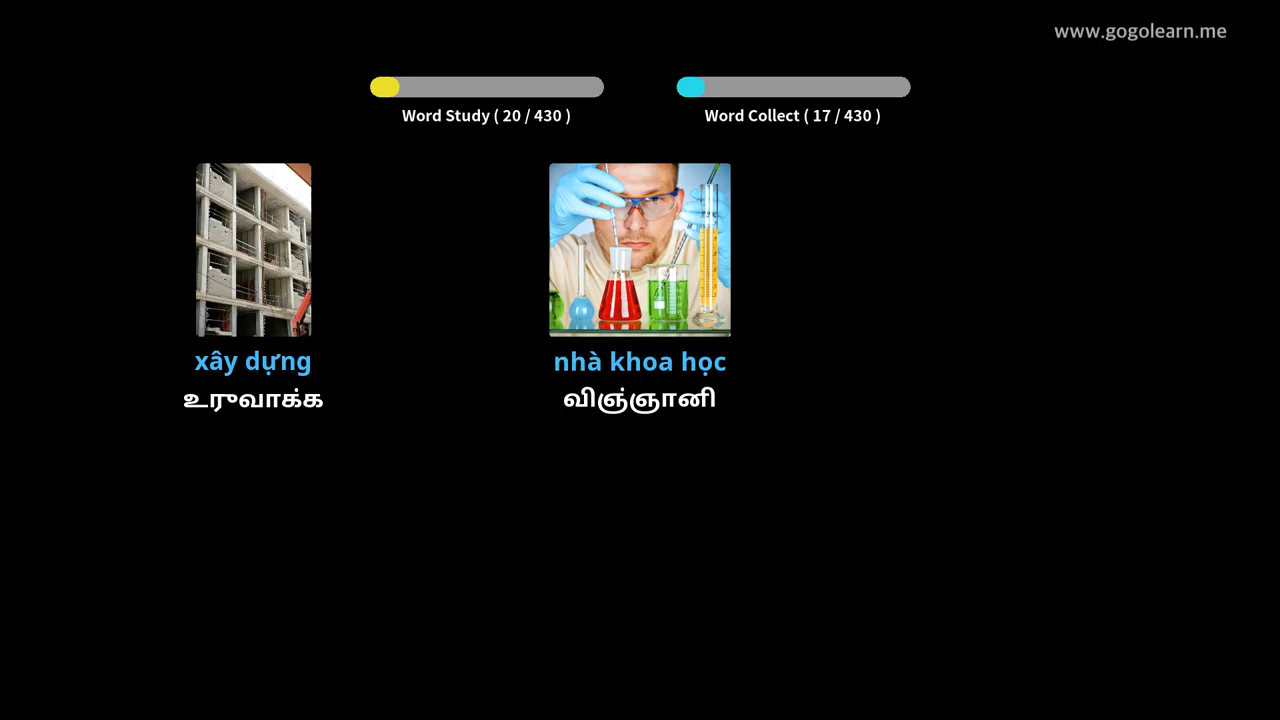 www.gogolearn.me
Word Study ( 20 / 430 )
Word Collect ( 17 / 430 )
xây dựng
உருவாக்க
nhà khoa học
விஞ்ஞானி